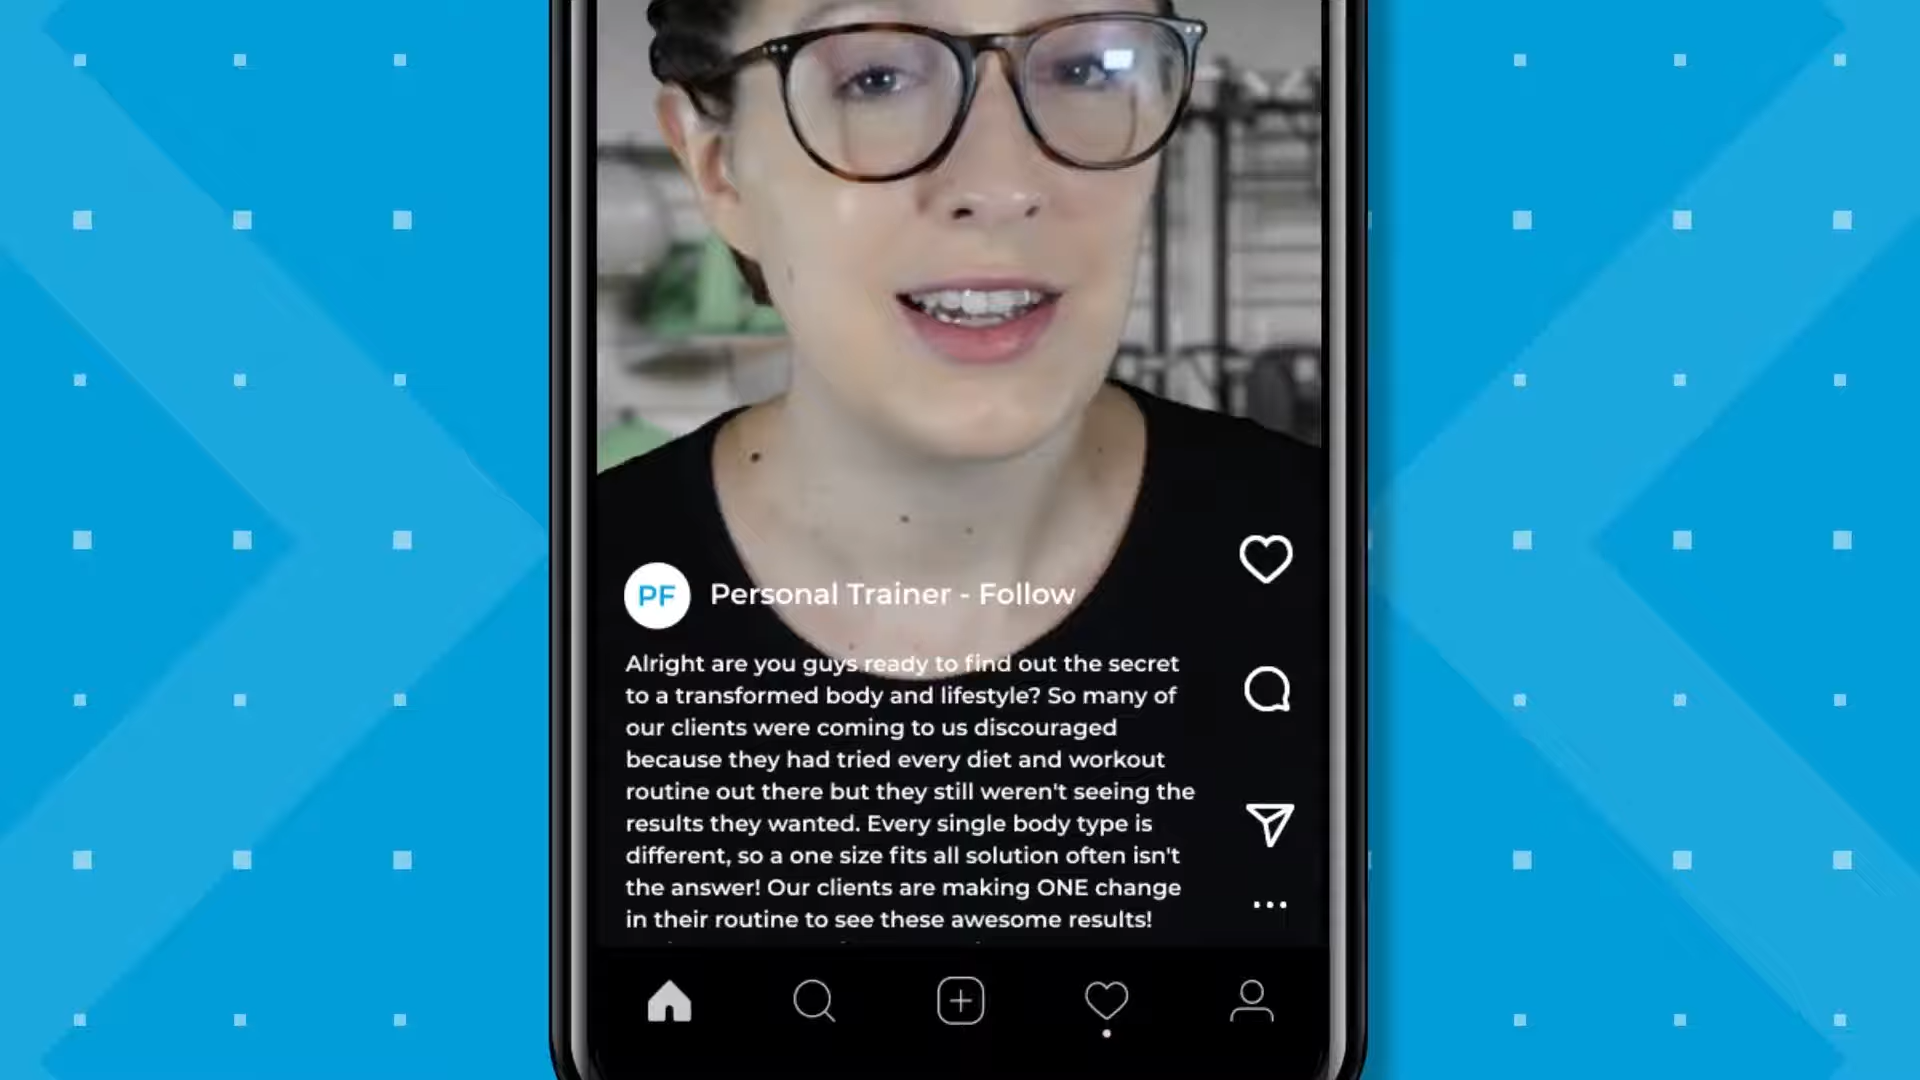 PF
Personal Trainer - Follow
Alright are you guys ready to find out the secret
to a transformed body and lifestyle? So many of
our clients were coming to us discouraged
because they had tried every diet and workout
routine out there but they still weren't seeing the
results they wanted. Every single body type is
different, so a one size fits all solution often isn't
the answer! Our clients are making ONE change
in their routine to see these awesome results!